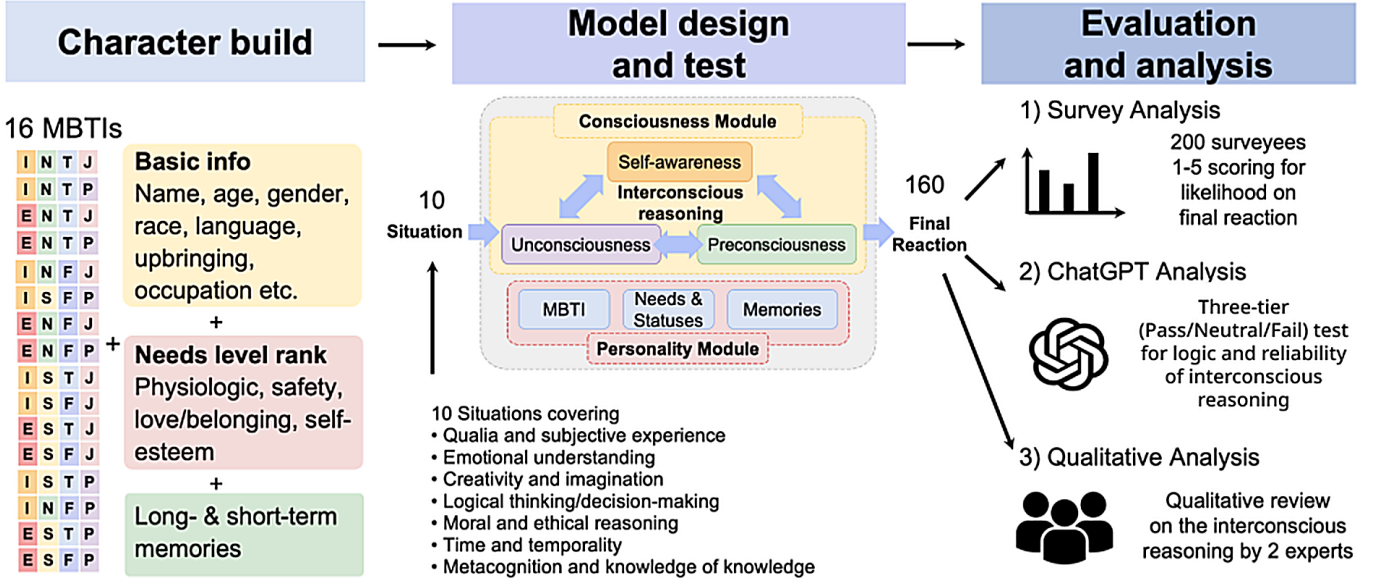 Character build
Model design
and test
Evaluation
and analysis
16 MBTIs
I N T J
I N T P
E N T J
E N T P
I N F J
I S F P
E N F J
E N F P
I S T J
I S F J
E S T J
E S F J
I S T P
I N F P
E S T P
E S F P
+
Basic info
Name, age, gender,
race, language,
upbringing,
occupation etc.
+
Needs level rank
Physiologic, safety,
love/belonging, self-
esteem
+
Long- & short-term
memories
10
Situation
Consciousness Module
Self-awareness
Interconscious
reasoning
Unconsciousness
Preconsciousness
MBTI
Needs &
Statuses
Memories
Personality Module
10 Situations covering
• Qualia and subjective experience
• Emotional understanding
• Creativity and imagination
• Logical thinking/decision-making
• Moral and ethical reasoning
• Time and temporality
• Metacognition and knowledge of knowledge
160
Final
Reaction
1) Survey Analysis
200 surveyees
1-5 scoring for
likelihood on
final reaction
2) ChatGPT Analysis
Three-tier
(Pass/Neutral/Fail) test
for logic and reliability
of interconscious
reasoning
3) Qualitative Analysis
Qualitative review
on the interconscious
reasoning by 2 experts